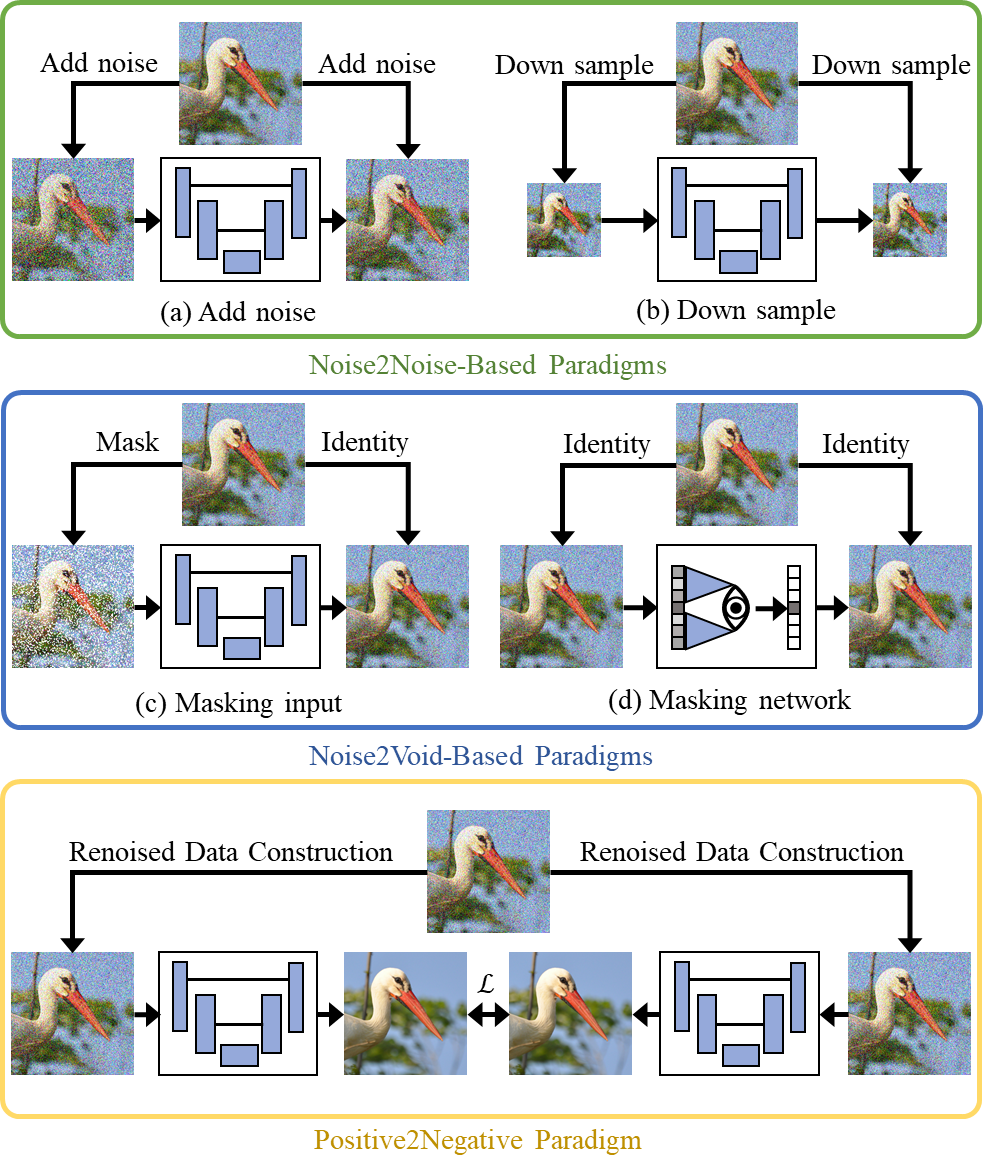 Add noise
Add noise
Down sample
Down sample
(a) Add noise
(b) Down sample
Noise2Noise-Based Paradigms
Mask
Identity
Identity
Identity
(c) Masking input
(d) Masking network
Noise2Void-Based Paradigms
Renoised Data Construction
Renoised Data Construction
ℒ
Positive2Negative Paradigm